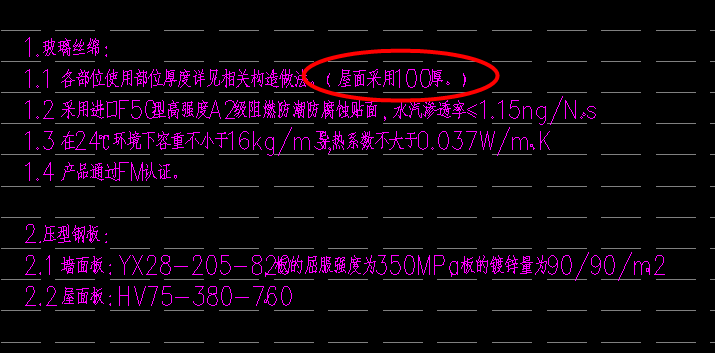 1.玻璃丝绵:
1.1 各部位使用部位厚度详见相关构造做法。(屋面采用100厚。)
1.2 采用进口F50型高强度A2级阻燃防潮防腐蚀贴面,水汽渗透率≤1.15ng/N.s
1.3 在24℃环境下容重不小于16kg/m3,导热系数不大于0.037W/m.K
1.4 产品通过FM认证。
2.压型钢板:
2.1 墙面板:YX28-205-820板的屈服强度为350MPa,板的镀锌量为90/90/m2
2.2 屋面板:HV75-380-760